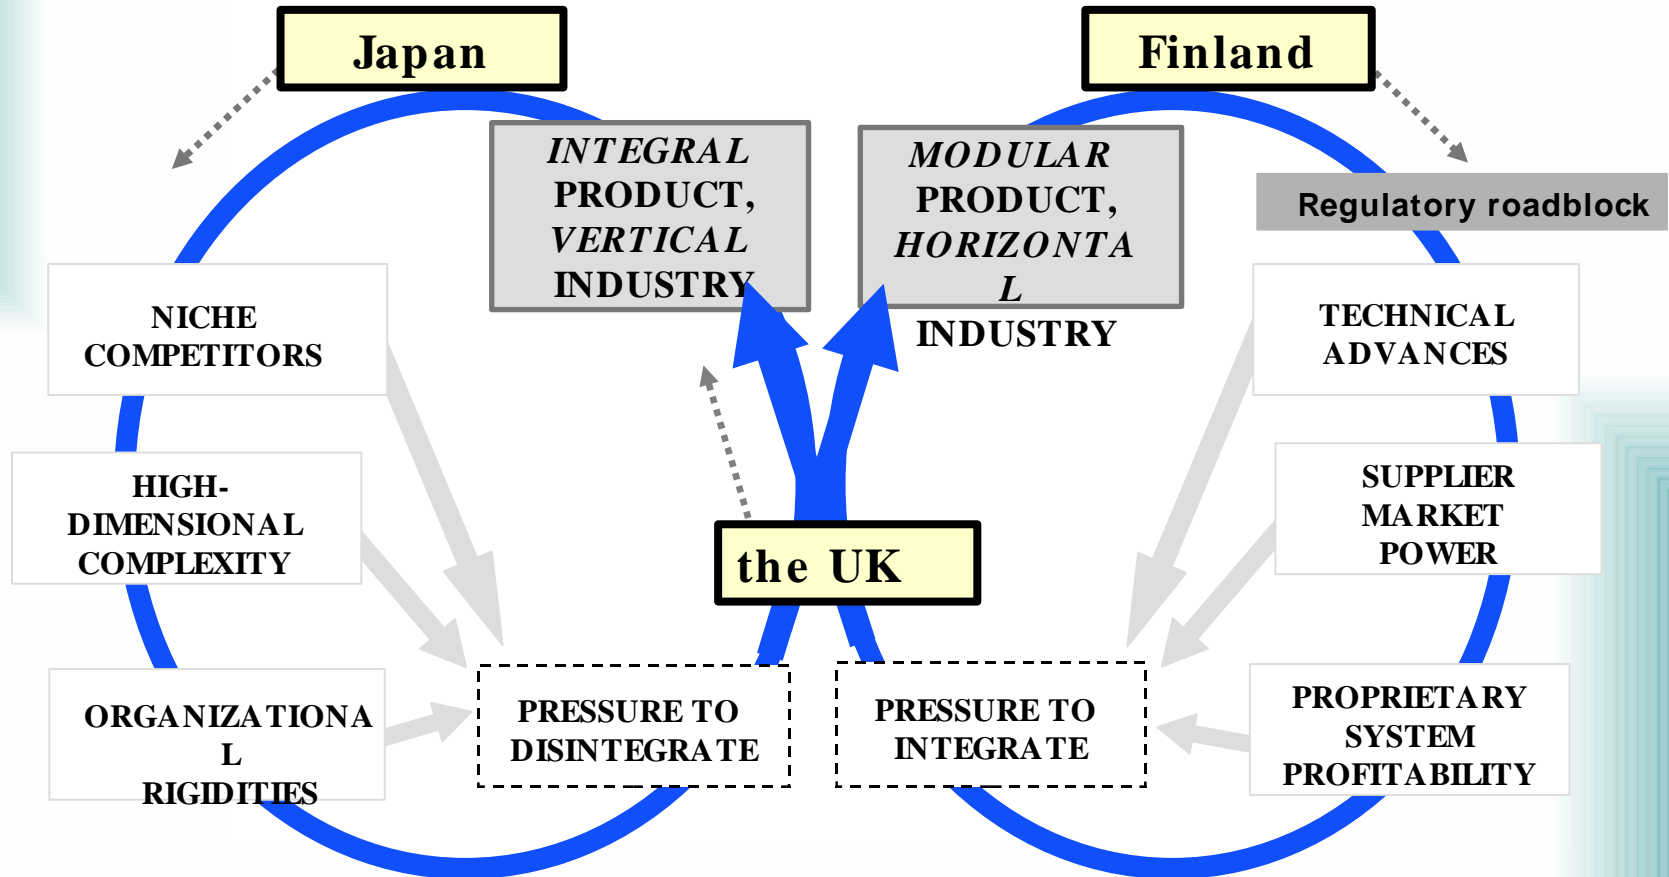 Japan
Finland
INTEGRAL
PRODUCT,
VERTICAL
INDUSTRY
MODULAR
PRODUCT,
HORIZONTA
L
INDUSTRY
Regulatory roadblock
NICHE
COMPETITORS
TECHNICAL
ADVANCES
HIGH-
DIMENSIONAL
COMPLEXITY
SUPPLIER
MARKET
POWER
the UK
ORGANIZATIONA
L
RIGIDITIES
PRESSURE TO
DISINTEGRATE
PRESSURE TO
INTEGRATE
PROPRIETARY
SYSTEM
PROFITABILITY